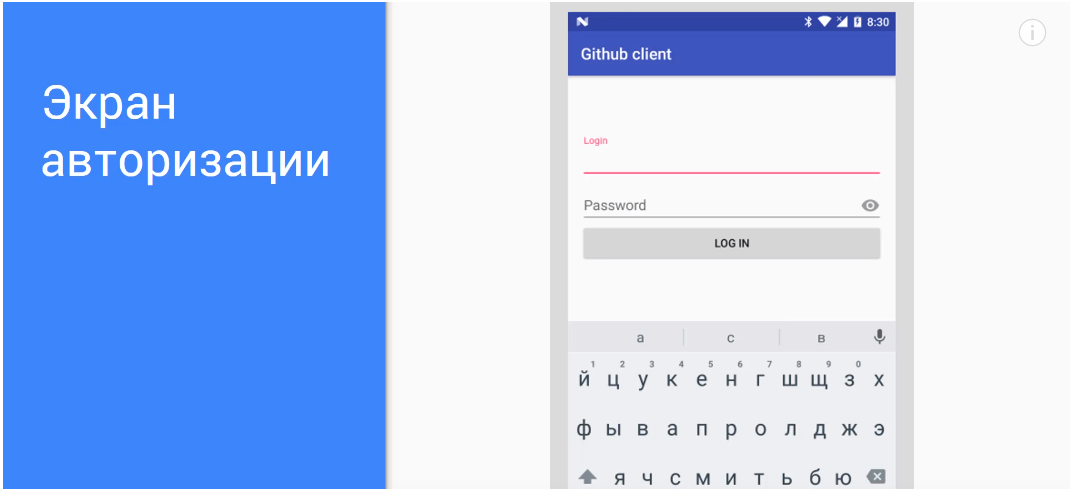 Экран
авторизации
8:30
Github client
Login
Password
LOG IN
а с в
1 2 3 4 5 6 7 8 9 0
й ц у к е н г ш щ з х
ф ы в а п р о л д ж э
я ч с м и т ь б ю